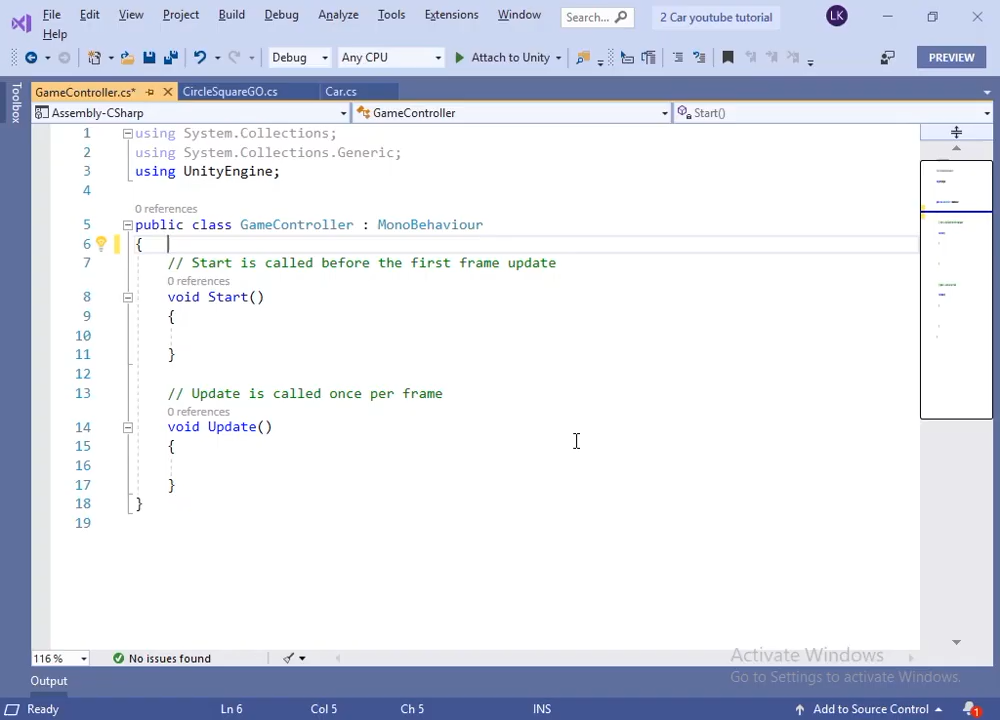 File Edit View Project Build Debug Analyze Tools Extensions Window Search... 2 Car youtube tutorial LK
Help
Debug Any CPU Attach to Unity PREVIEW
Toolbox
GameController.cs* CircleSquareGO.cs Car.cs
Assembly-CSharp GameController Start()
1 using System.Collections;
2 using System.Collections.Generic;
3 using UnityEngine;
4
0 references
5 public class GameController : MonoBehaviour
6 {
7 // Start is called before the first frame update
0 references
8 void Start()
9 {
10
11 }
12
13 // Update is called once per frame
0 references
14 void Update()
15 {
16
17 }
18 }
19
116 % No issues found
Activate Windows
Go to Settings to activate Windows.
Output
Ready Ln 6 Col 5 Ch 5 INS Add to Source Control 1